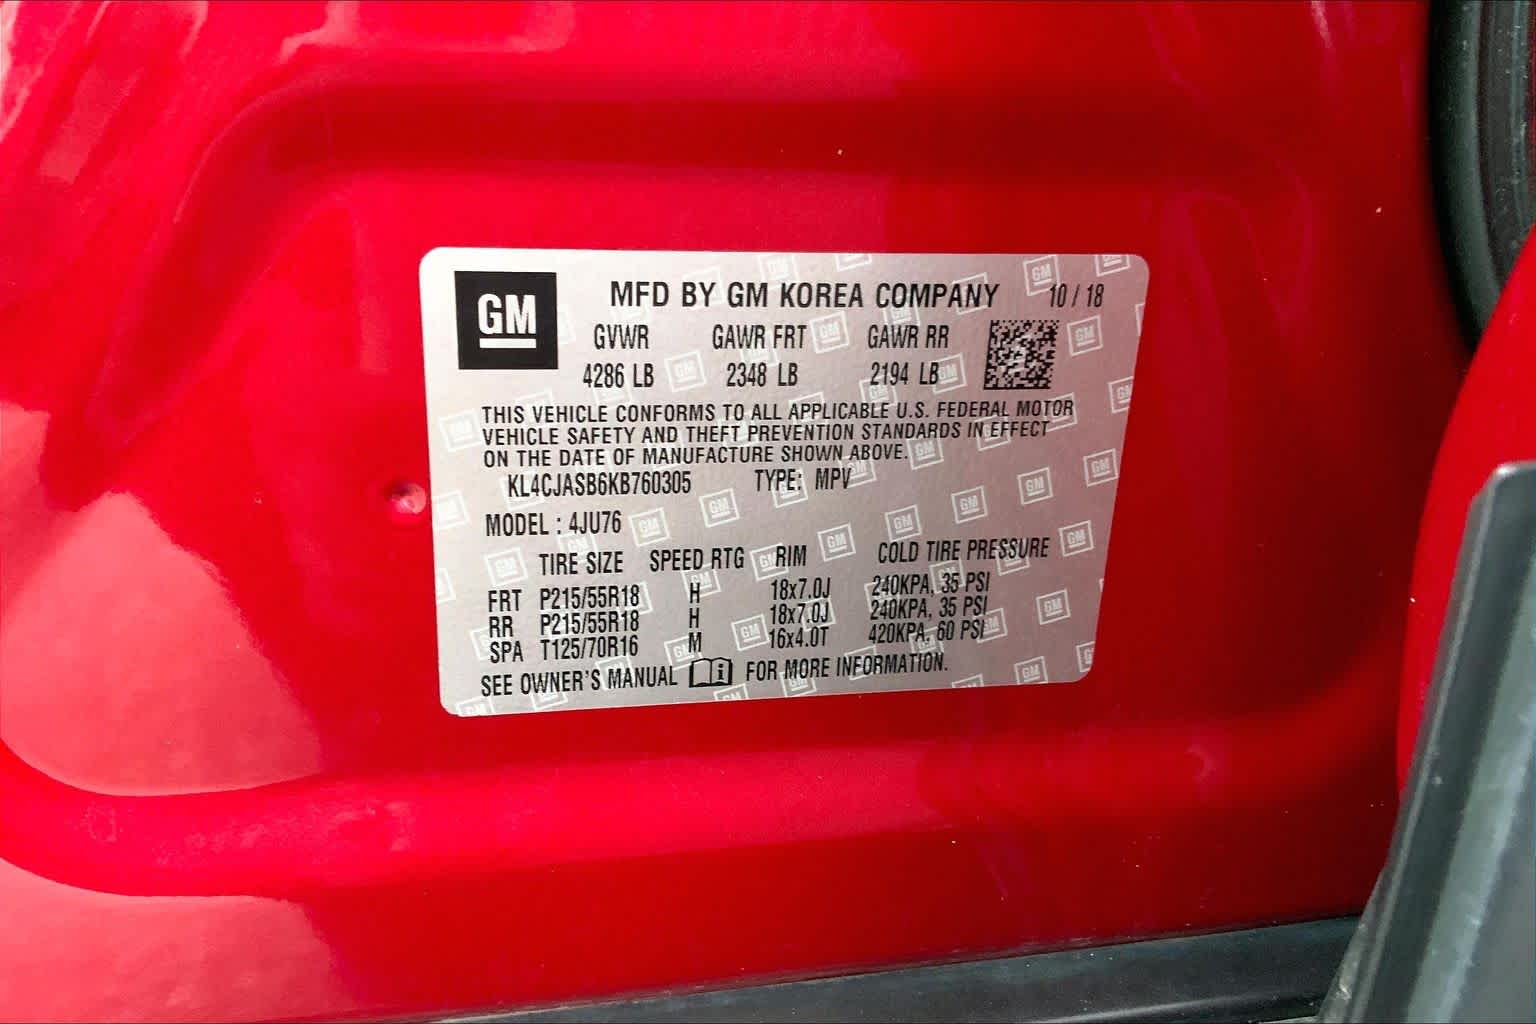 GM
MFD BY GM KOREA COMPANY 10 / 18
GVWR GAWR FRT GAWR RR
4286 LB 2348 LB 2194 LB
THIS VEHICLE CONFORMS TO ALL APPLICABLE U.S. FEDERAL MOTOR
VEHICLE SAFETY AND THEFT PREVENTION STANDARDS IN EFFECT
ON THE DATE OF MANUFACTURE SHOWN ABOVE.
KL4CJASB6KB760305 TYPE: MPV
MODEL : 4JU76
TIRE SIZE SPEED RTG RIM COLD TIRE PRESSURE
FRT P215/55R18 H 18x7.0J 240KPA, 35 PSI
RR P215/55R18 H 18x7.0J 240KPA, 35 PSI
SPA T125/70R16 M 16x4.0T 420KPA, 60 PSI
SEE OWNER'S MANUAL i FOR MORE INFORMATION.